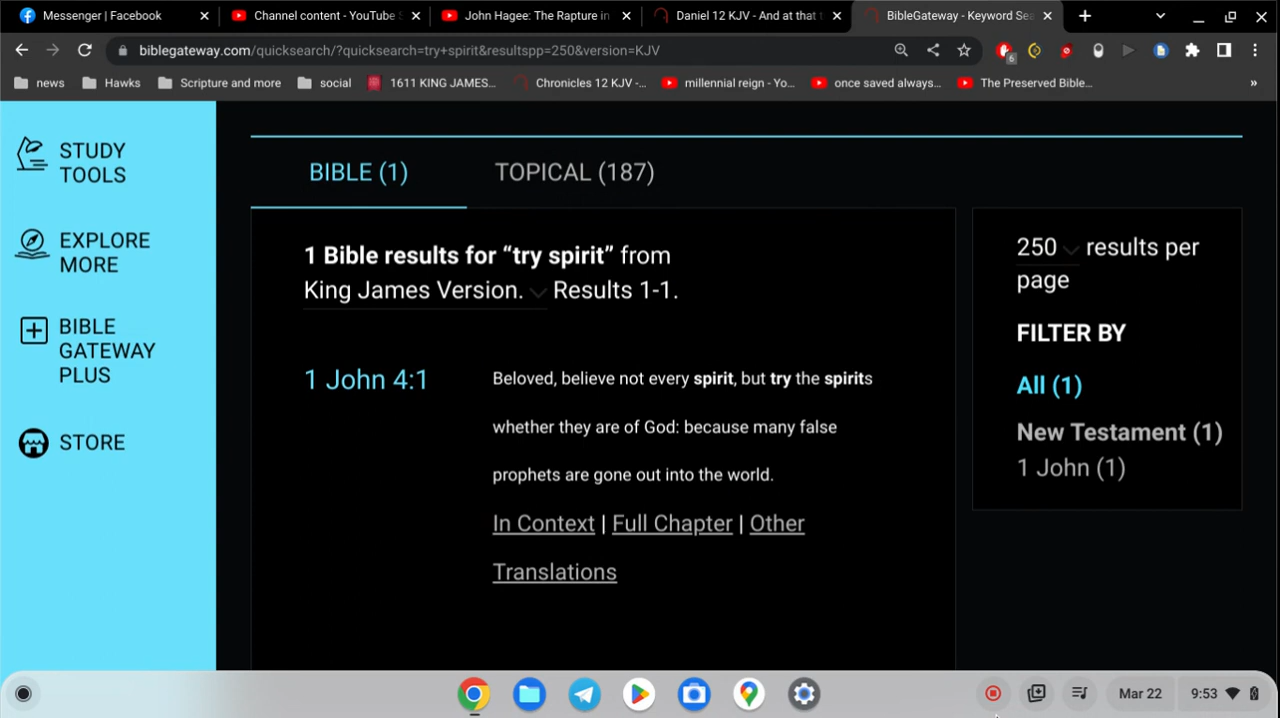 Messenger | Facebook
Channel content - YouTube S
John Hagee: The Rapture in
Daniel 12 KJV - And at that t
BibleGateway - Keyword Sea
biblegateway.com/quicksearch/?quicksearch=try+spirit&resultspp=250&version=KJV
6
news
Hawks
Scripture and more
social
1611 KING JAMES...
Chronicles 12 KJV -...
millennial reign - Yo...
once saved always...
The Preserved Bible...
»
STUDY
TOOLS
EXPLORE
MORE
BIBLE
GATEWAY
PLUS
STORE
BIBLE (1)
TOPICAL (187)
1 Bible results for “try spirit” from
King James Version. Results 1-1.
1 John 4:1
Beloved, believe not every spirit, but try the spirits
whether they are of God: because many false
prophets are gone out into the world.
In Context | Full Chapter | Other
Translations
250 results per
page
FILTER BY
All (1)
New Testament (1)
1 John (1)
Mar 22
9:53